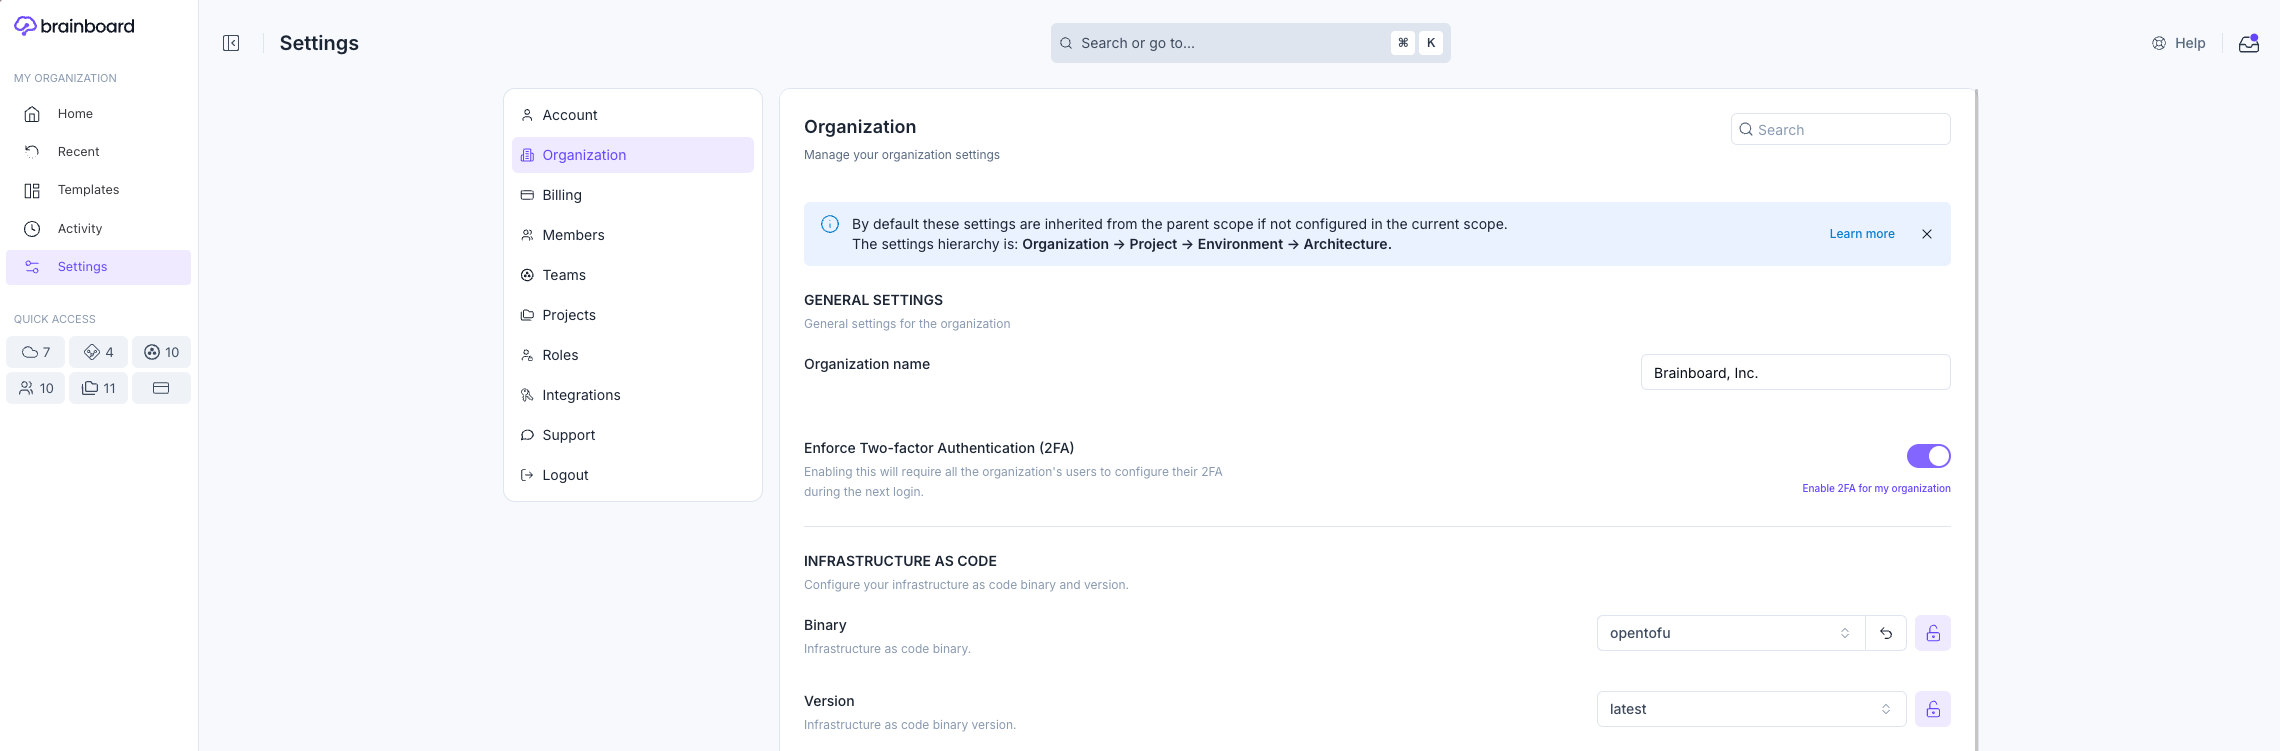 brainboard
MY ORGANIZATION
Home
Recent
Templates
Activity
Settings
QUICK ACCESS
7
4
10
10
11
Settings
Search or go to...
⌘ K
Help
Account
Organization
Billing
Members
Teams
Projects
Roles
Integrations
Support
Logout
Organization
Manage your organization settings
Search
By default these settings are inherited from the parent scope if not configured in the current scope.
The settings hierarchy is: Organization → Project → Environment → Architecture.
Learn more
GENERAL SETTINGS
General settings for the organization
Organization name
Brainboard, Inc.
Enforce Two-factor Authentication (2FA)
Enabling this will require all the organization's users to configure their 2FA
during the next login.
Enable 2FA for my organization
INFRASTRUCTURE AS CODE
Configure your infrastructure as code binary and version.
Binary
Infrastructure as code binary.
opentofu
Version
Infrastructure as code binary version.
latest